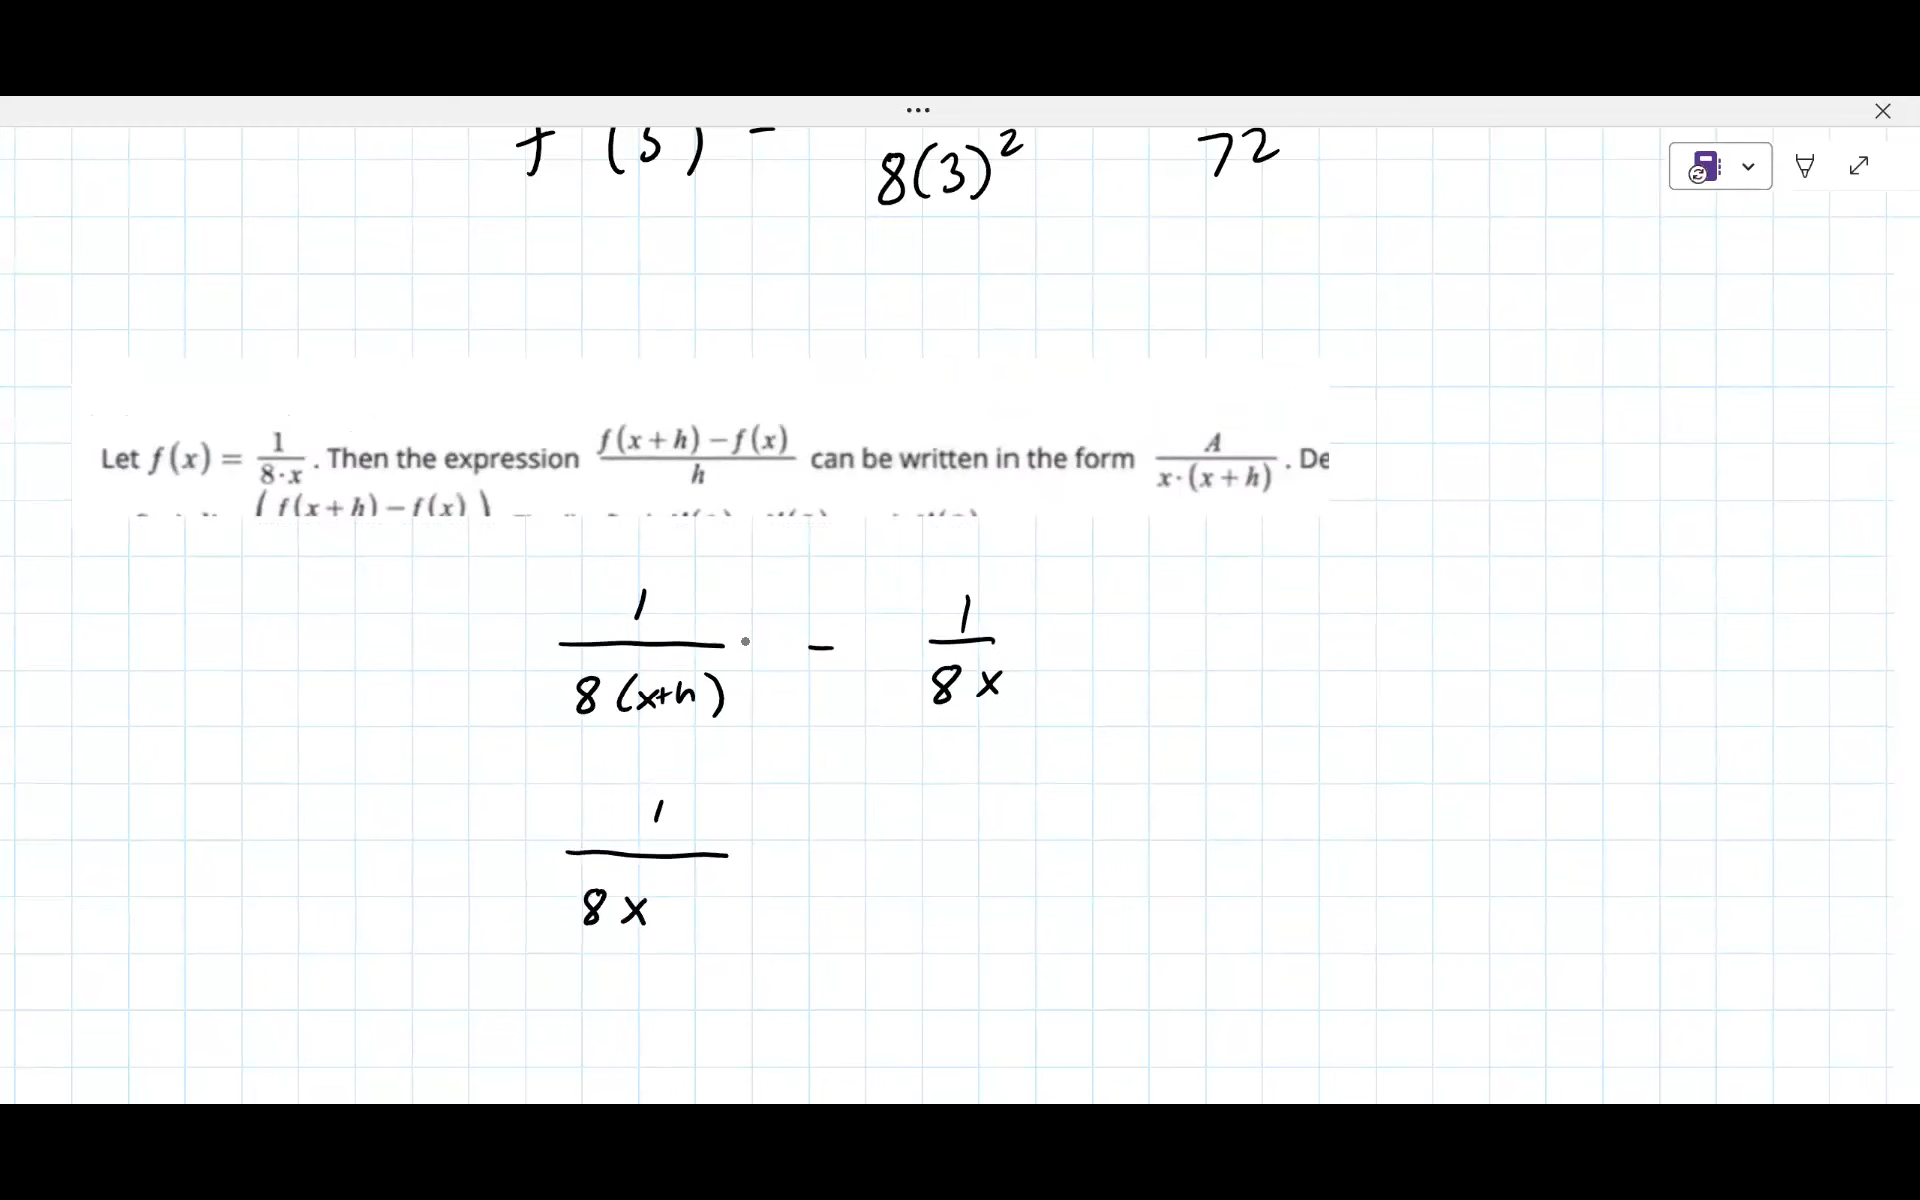 f (3) =
8(3)² 72
Let f(x) = 1/(8·x). Then the expression (f(x+h) − f(x))/h can be written in the form A/(x·(x+h)). De
(f(x+h) − f(x))
1/(8(x+h)) − 1/(8x)
1/(8x)